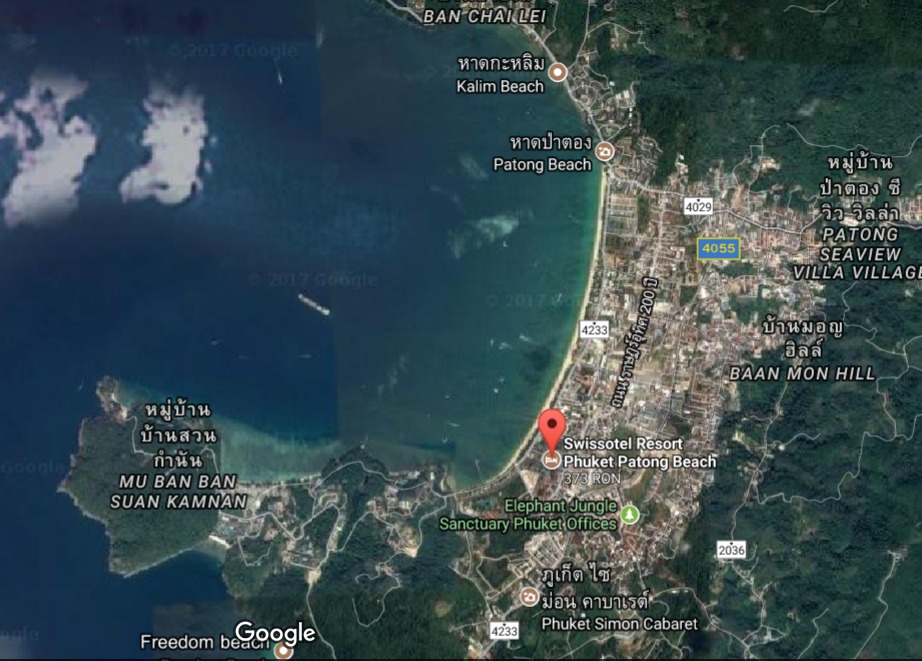 BAN CHAI LEI
© 2017 Google
หาดกะหลิม
Kalim Beach
หาดป่าตอง
Patong Beach
หมู่บ้าน
ป่าตอง ซี
วิว วิลล่า
PATONG
SEAVIEW
VILLA VILLAGE
4029
4055
© 2017 Google
© 2017
4233
ถนน ราษฎร์อุทิศ 200 ปี
บ้านมอญ
ฮิลล์
BAAN MON HILL
หมู่บ้าน
บ้านสวน
กำนัน
MU BAN BAN
SUAN KAMNAN
Google
Swissotel Resort
Phuket Patong Beach
373 RON
Elephant Jungle
Sanctuary Phuket Offices
2036
ภูเก็ต ไซ
ม่อน คาบาเรต์
Phuket Simon Cabaret
4233
Freedom beach
Google